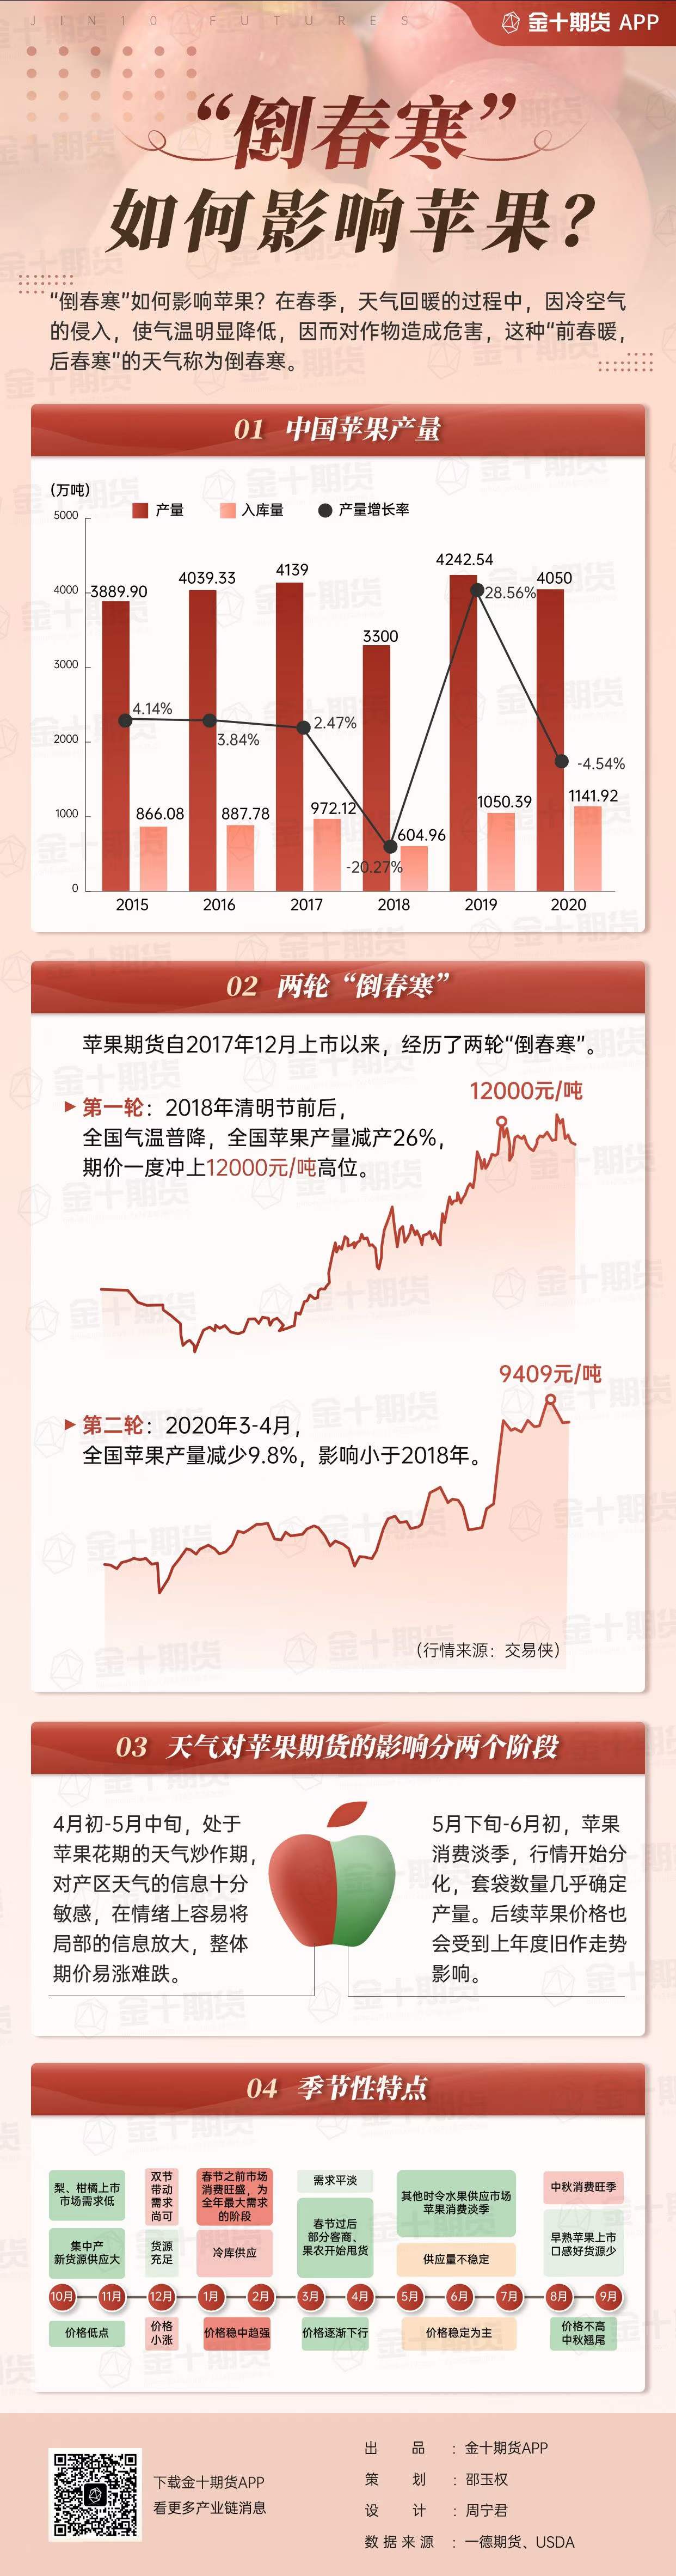 JIN10 FUTURES
金十期货 APP
“倒春寒”
如何影响苹果？
“倒春寒”如何影响苹果？在春季，天气回暖的过程中，因冷空气
的侵入，使气温明显降低，因而对作物造成危害，这种“前春暖，
后春寒”的天气称为倒春寒。
01 中国苹果产量
(万吨)
产量 入库量 产量增长率
5000
4000
3000
2000
1000
0
3889.90
4039.33
4139
3300
4242.54
4050
4.14%
3.84%
2.47%
-20.27%
28.56%
-4.54%
866.08
887.78
972.12
604.96
1050.39
1141.92
2015 2016 2017 2018 2019 2020
02 两轮“倒春寒”
苹果期货自2017年12月上市以来，经历了两轮“倒春寒”。
12000元/吨
第一轮：2018年清明节前后，
全国气温普降，全国苹果产量减产26%，
期价一度冲上12000元/吨高位。
9409元/吨
第二轮：2020年3-4月，
全国苹果产量减少9.8%，影响小于2018年。
（行情来源：交易侠）
03 天气对苹果期货的影响分两个阶段
4月初-5月中旬，处于
苹果花期的天气炒作期，
对产区天气的信息十分
敏感，在情绪上容易将
局部的信息放大，整体
期价易涨难跌。
5月下旬-6月初，苹果
消费淡季，行情开始分
化，套袋数量几乎确定
产量。后续苹果价格也
会受到上年度旧作走势
影响。
04 季节性特点
梨、柑橘上市
市场需求低
集中产
新货源供应大
双节
带动
需求
尚可
货源
充足
春节之前市场
消费旺盛，为
全年最大需求
的阶段
冷库供应
需求平淡
春节过后
部分客商、
果农开始甩货
其他时令水果供应市场
苹果消费淡季
供应量不稳定
中秋消费旺季
早熟苹果上市
口感好货源少
10月 11月 12月 1月 2月 3月 4月 5月 6月 7月 8月 9月
价格低点
价格
小涨
价格稳中趋强
价格逐渐下行
价格稳定为主
价格不高
中秋翘尾
下载金十期货APP
看更多产业链消息
出品：金十期货APP
策划：邵玉权
设计：周宁君
数据来源：一德期货、USDA